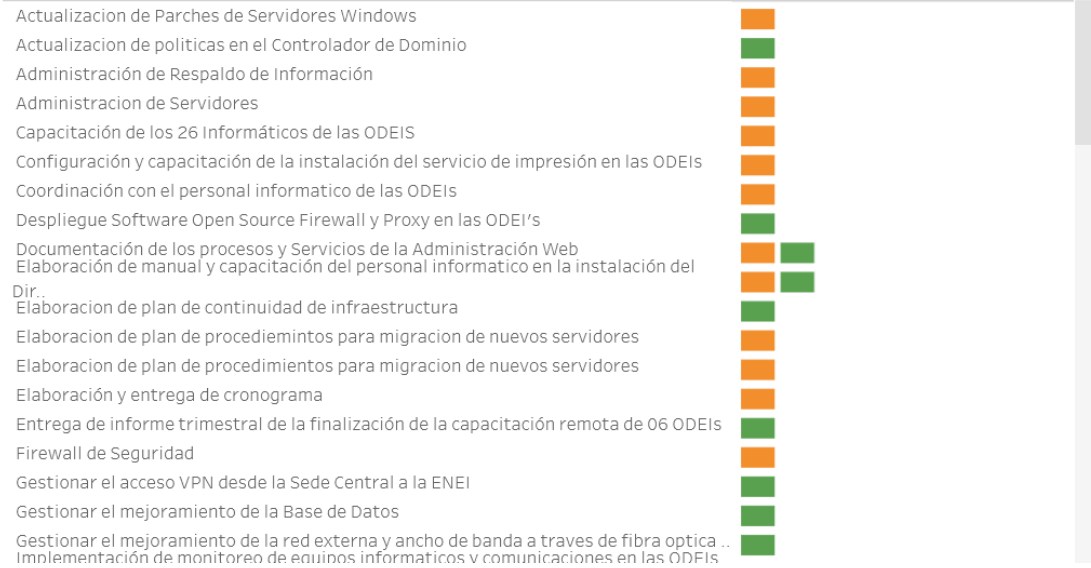 Actualizacion de Parches de Servidores Windows
Actualizacion de politicas en el Controlador de Dominio
Administración de Respaldo de Información
Administracion de Servidores
Capacitación de los 26 Informáticos de las ODEIS
Configuración y capacitación de la instalación del servicio de impresión en las ODEIs
Coordinación con el personal informatico de las ODEIs
Despliegue Software Open Source Firewall y Proxy en las ODEI's
Documentación de los procesos y Servicios de la Administración Web
Elaboración de manual y capacitación del personal informatico en la instalación del
Dir..
Elaboracion de plan de continuidad de infraestructura
Elaboracion de plan de procediemintos para migracion de nuevos servidores
Elaboracion de plan de procedimientos para migracion de nuevos servidores
Elaboración y entrega de cronograma
Entrega de informe trimestral de la finalización de la capacitación remota de 06 ODEIs
Firewall de Seguridad
Gestionar el acceso VPN desde la Sede Central a la ENEI
Gestionar el mejoramiento de la Base de Datos
Gestionar el mejoramiento de la red externa y ancho de banda a traves de fibra optica ..
Implementación de monitoreo de equipos informaticos y comunicaciones en las ODEIs